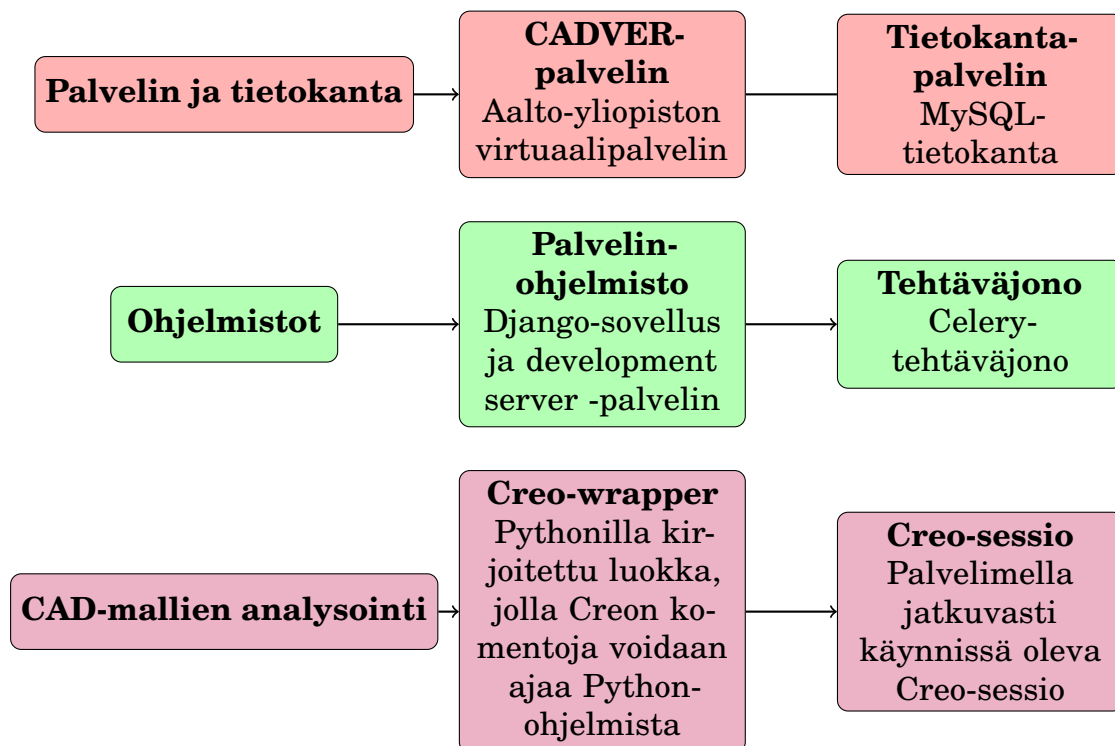 Palvelin ja tietokanta
CADVER-
palvelin
Aalto-yliopiston
virtuaalipalvelin
Tietokanta-
palvelin
MySQL-
tietokanta
Ohjelmistot
Palvelin-
ohjelmisto
Django-sovellus
ja development
server -palvelin
Tehtäväjono
Celery-
tehtäväjono
CAD-mallien analysointi
Creo-wrapper
Pythonilla kir-
joitettu luokka,
jolla Creon ko-
mentoja voidaan
ajaa Python-
ohjelmista
Creo-sessio
Palvelimella
jatkuvasti
käynnissä oleva
Creo-sessio